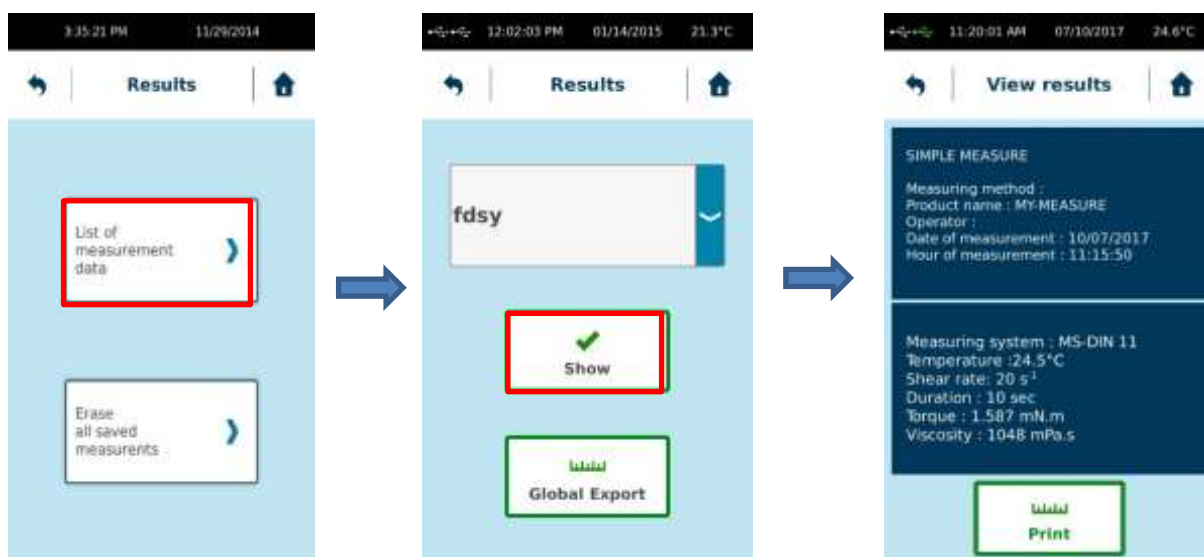 3:35:21 PM 11/29/2014
Results
List of
measurement
data
Erase
all saved
measurents
12:02:03 PM 01/14/2015 21.3°C
Results
fdsy
Show
Global Export
11:20:01 AM 07/10/2017 24.6°C
View results
SIMPLE MEASURE
Measuring method :
Product name : MY-MEASURE
Operator :
Date of measurement : 10/07/2017
Hour of measurement : 11:15:50
Measuring system : MS-DIN 11
Temperature :24.5°C
Shear rate: 20 s⁻¹
Duration : 10 sec
Torque : 1.587 mN.m
Viscosity : 1048 mPa.s
Print